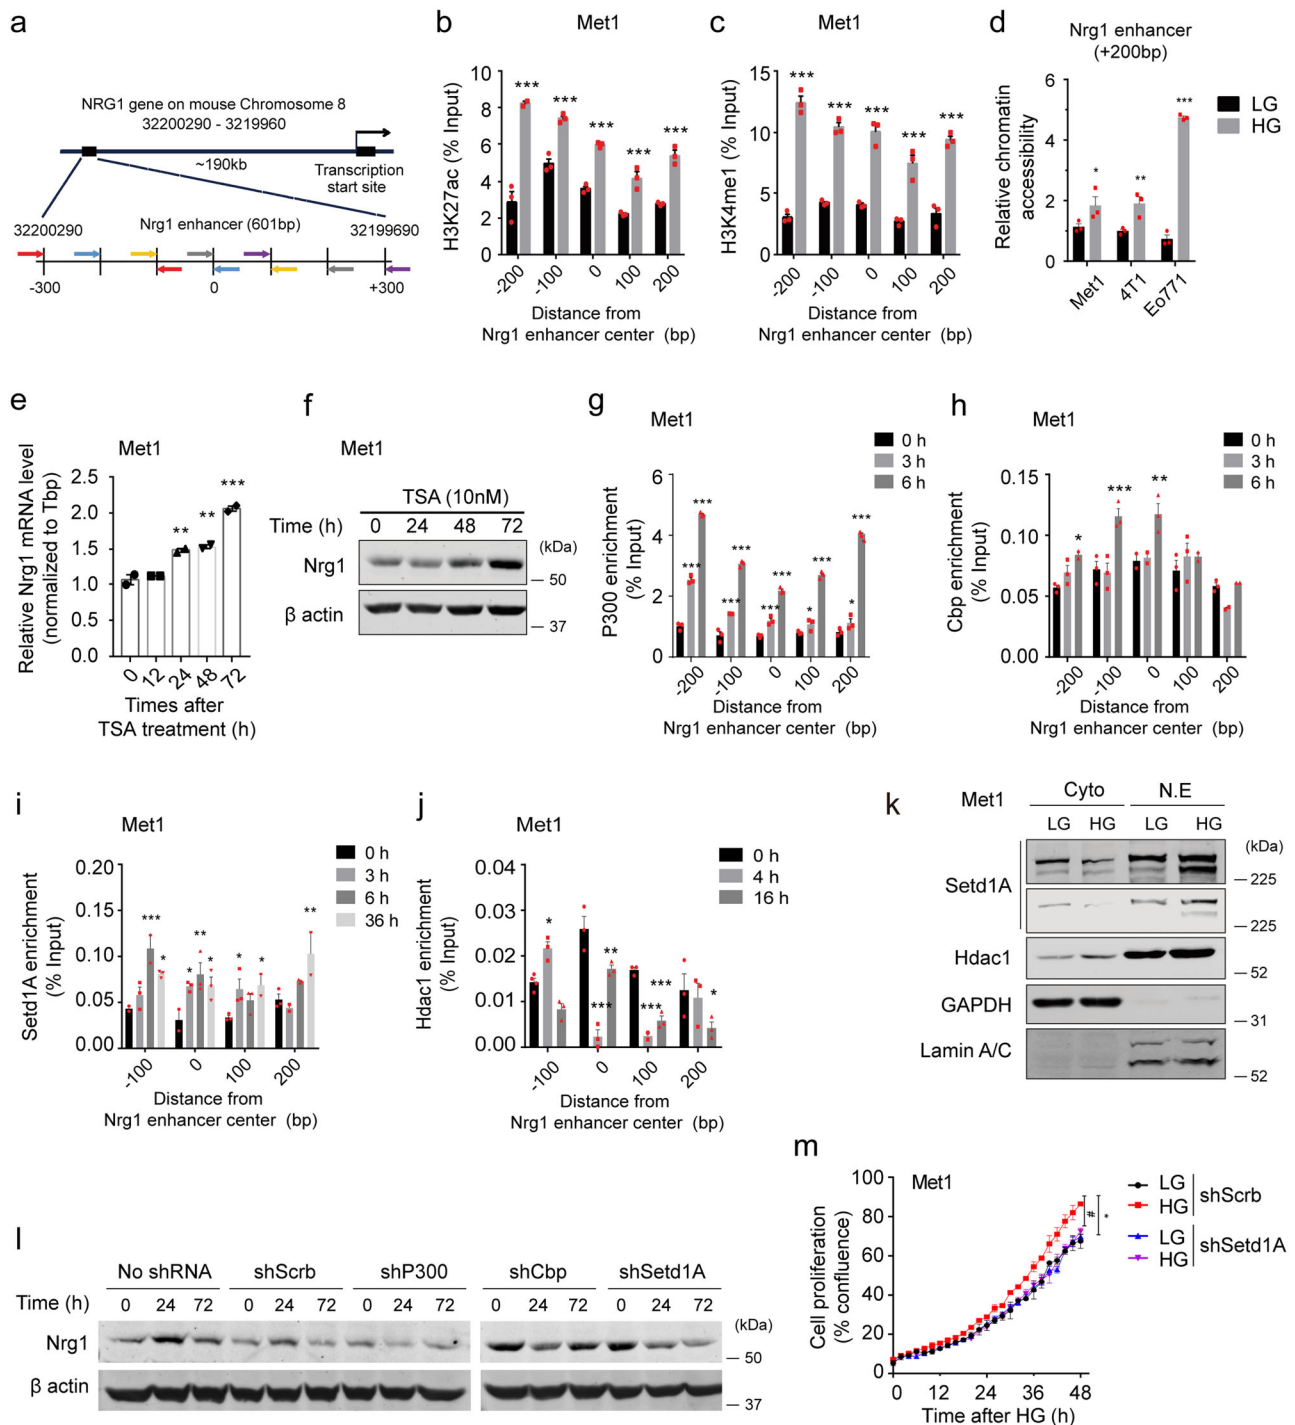 a
NRG1 gene on mouse Chromosome 8
32200290 - 3219960
~190kb
Transcription
start site
32200290
Nrg1 enhancer (601bp)
32199690
-300
0
+300
b
Met1
H3K27ac (% Input)
10
8
6
4
2
0
***
***
***
***
***
-200
-100
0
100
200
Distance from
Nrg1 enhancer center (bp)
c
Met1
H3K4me1 (% Input)
15
10
5
0
***
***
***
***
***
-200
-100
0
100
200
Distance from
Nrg1 enhancer center (bp)
d
Nrg1 enhancer
(+200bp)
Relative chromatin
accessibility
6
4
2
0
*
**
***
Met1
4T1
Eo771
LG
HG
e
Met1
Relative Nrg1 mRNA level
(normalized to Tbp)
2.5
2.0
1.5
1.0
0.5
0.0
**
**
***
0
12
24
48
72
Times after
TSA treatment (h)
f
Met1
TSA (10nM)
Time (h)
0 24 48 72
(kDa)
Nrg1
50
β actin
37
g
Met1
0 h
3 h
6 h
P300 enrichment
(% Input)
6
4
2
0
***
***
***
***
***
***
*
***
*
***
-200
-100
0
100
200
Distance from
Nrg1 enhancer center (bp)
h
Met1
0 h
3 h
6 h
Cbp enrichment
(% Input)
0.15
0.10
0.05
0.00
*
***
**
-200
-100
0
100
200
Distance from
Nrg1 enhancer center (bp)
i
Met1
0 h
3 h
6 h
36 h
Setd1A enrichment
(% Input)
0.20
0.15
0.10
0.05
0.00
***
*
*
**
*
*
*
**
-100
0
100
200
Distance from
Nrg1 enhancer center (bp)
j
Met1
0 h
4 h
16 h
Hdac1 enrichment
(% Input)
0.04
0.03
0.02
0.01
0.00
*
***
**
***
***
*
-100
0
100
200
Distance from
Nrg1 enhancer center (bp)
k
Met1
Cyto N.E
LG HG LG HG
(kDa)
Setd1A
225
225
Hdac1
52
GAPDH
31
Lamin A/C
52
l
No shRNA shScrb shP300 shCbp shSetd1A
Time (h) 0 24 72 0 24 72 0 24 72 0 24 72 0 24 72
(kDa)
Nrg1
50
β actin
37
m
Met1
Cell proliferation
(% confluence)
100
80
60
40
20
0
0 12 24 36 48
Time after HG (h)
# *
LG
HG
shScrb
LG
HG
shSetd1A